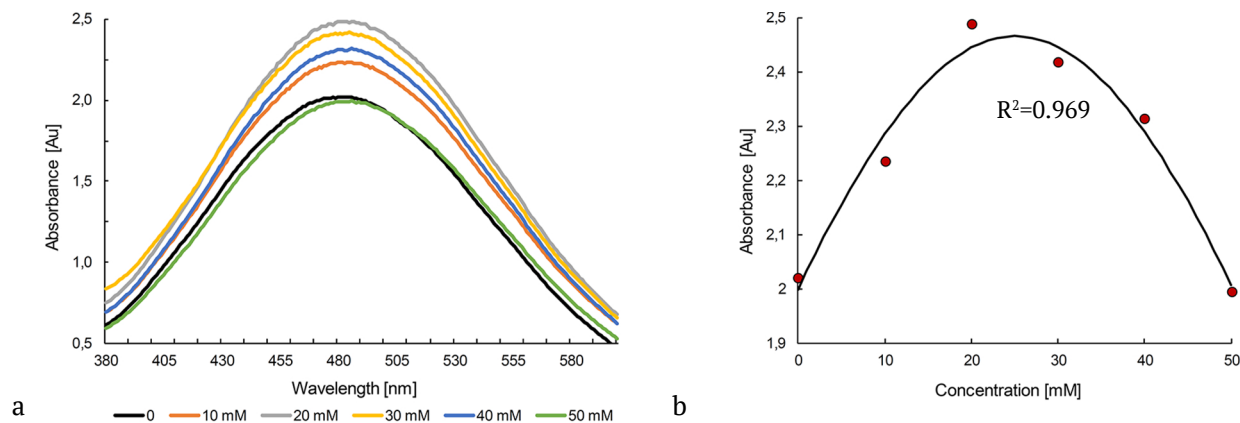 2,5
2,0
1,5
1,0
0,5
Absorbance [Au]
380 405 430 455 480 505 530 555 580
Wavelength [nm]
0 10 mM 20 mM 30 mM 40 mM 50 mM
a
2,5
2,4
2,3
2,2
2,1
2
1,9
Absorbance [Au]
R²=0.969
0 10 20 30 40 50
Concentration [mM]
b